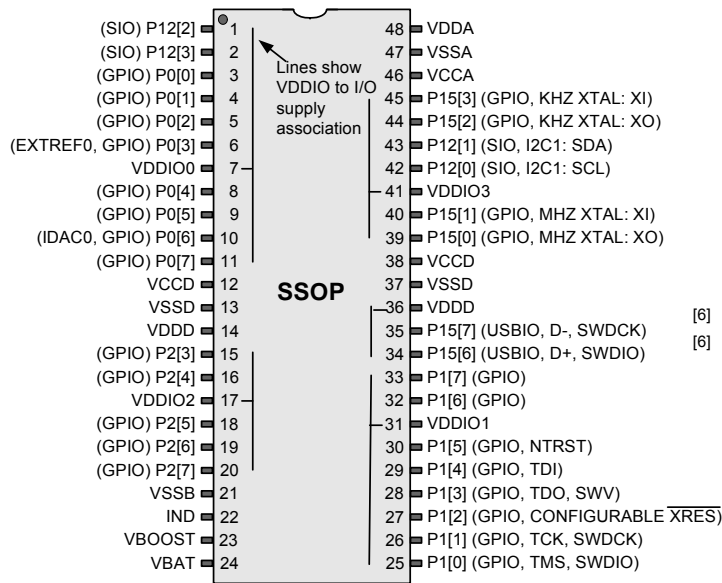 (SIO) P12[2] 1 48 VDDA
(SIO) P12[3] 2 47 VSSA
(GPIO) P0[0] 3 Lines show 46 VCCA
(GPIO) P0[1] 4 VDDIO to I/O 45 P15[3] (GPIO, KHZ XTAL: XI)
(GPIO) P0[2] 5 supply 44 P15[2] (GPIO, KHZ XTAL: XO)
(EXTREF0, GPIO) P0[3] 6 association 43 P12[1] (SIO, I2C1: SDA)
VDDIO0 7 42 P12[0] (SIO, I2C1: SCL)
(GPIO) P0[4] 8 41 VDDIO3
(GPIO) P0[5] 9 40 P15[1] (GPIO, MHZ XTAL: XI)
(IDAC0, GPIO) P0[6] 10 39 P15[0] (GPIO, MHZ XTAL: XO)
(GPIO) P0[7] 11 38 VCCD
VCCD 12 SSOP 37 VSSD
VSSD 13 36 VDDD
VDDD 14 35 P15[7] (USBIO, D-, SWDCK) [6]
(GPIO) P2[3] 15 34 P15[6] (USBIO, D+, SWDIO) [6]
(GPIO) P2[4] 16 33 P1[7] (GPIO)
VDDIO2 17 32 P1[6] (GPIO)
(GPIO) P2[5] 18 31 VDDIO1
(GPIO) P2[6] 19 30 P1[5] (GPIO, NTRST)
(GPIO) P2[7] 20 29 P1[4] (GPIO, TDI)
VSSB 21 28 P1[3] (GPIO, TDO, SWV)
IND 22 27 P1[2] (GPIO, CONFIGURABLE XRES)
VBOOST 23 26 P1[1] (GPIO, TCK, SWDCK)
VBAT 24 25 P1[0] (GPIO, TMS, SWDIO)